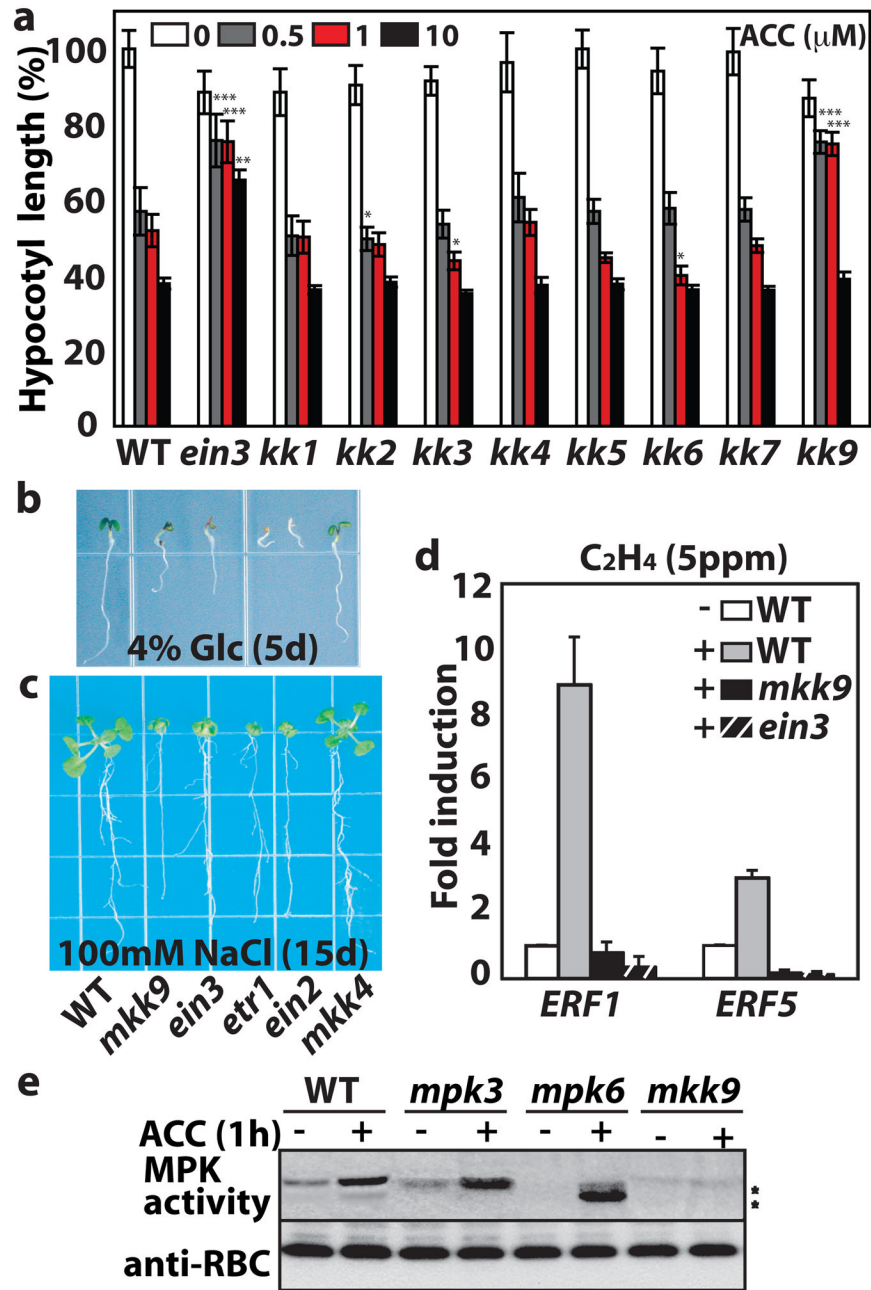 a
0 0.5 1 10 ACC (μM)
Hypocotyl length (%)
100
80
60
40
20
0
*** *** **
*
*
*
*** ***
WT ein3 kk1 kk2 kk3 kk4 kk5 kk6 kk7 kk9
b
4% Glc (5d)
c
100mM NaCl (15d)
WT mkk9 ein3 etr1 ein2 mkk4
d
C₂H₄ (5ppm)
Fold induction
12
10
8
6
4
2
0
- WT
+ WT
+ mkk9
+ ein3
ERF1 ERF5
e
WT mpk3 mpk6 mkk9
ACC (1h) - + - + - + - +
MPK
activity
*
*
anti-RBC